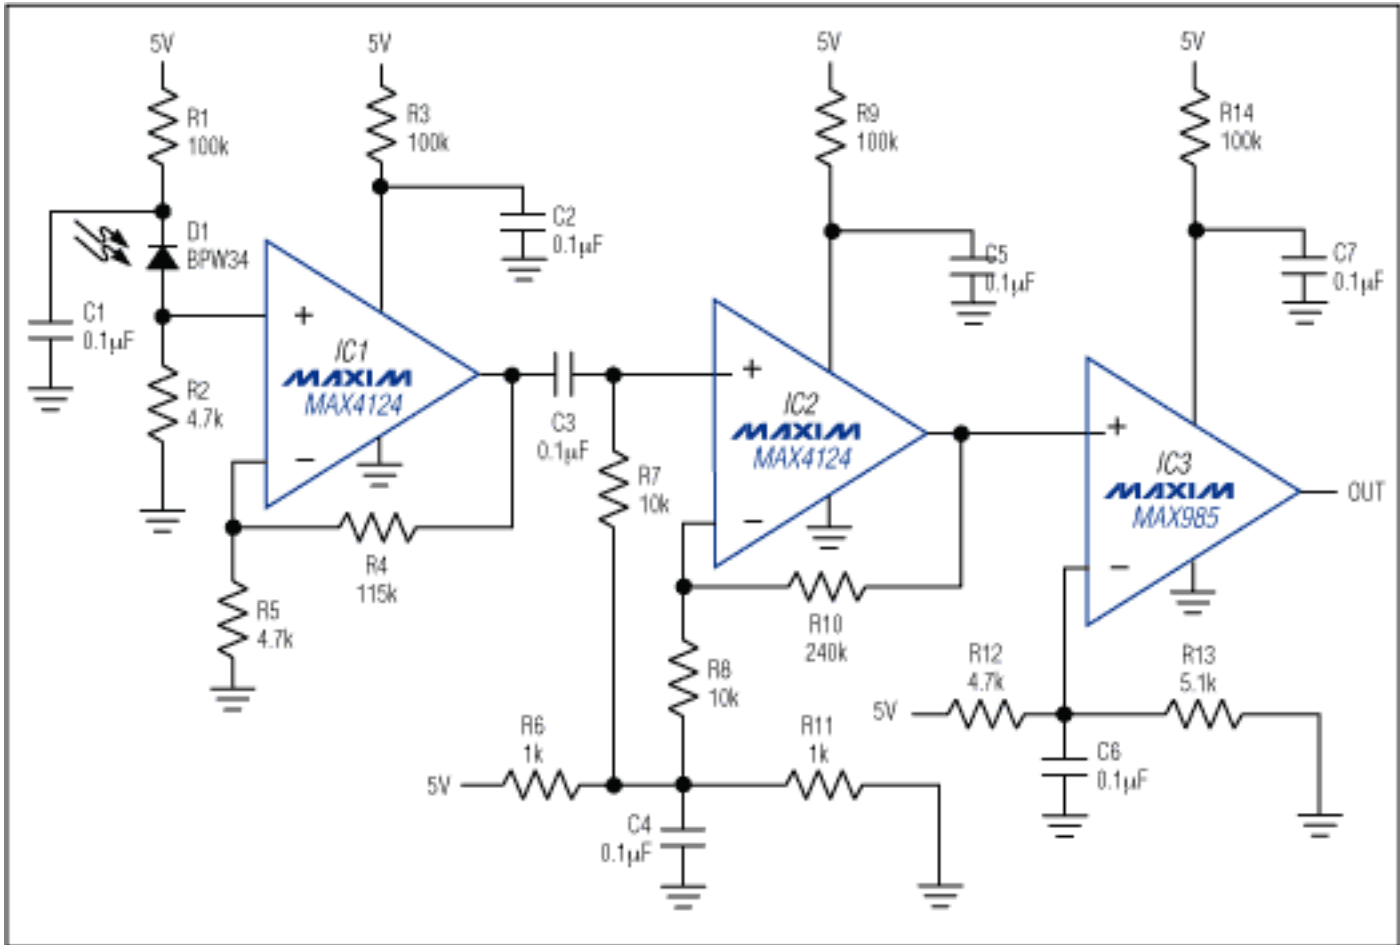 5V
R1
100k
D1
BPW34
C1
0.1µF
R2
4.7k
5V
R3
100k
C2
0.1µF
+
IC1
MAXIM
MAX4124
−
R4
115k
R5
4.7k
C3
0.1µF
R7
10k
5V
R9
100k
C5
0.1µF
+
IC2
MAXIM
MAX4124
−
R10
240k
R8
10k
5V
R6
1k
R11
1k
C4
0.1µF
5V
R14
100k
C7
0.1µF
+
IC3
MAXIM
MAX985
−
OUT
5V
R12
4.7k
R13
5.1k
C6
0.1µF